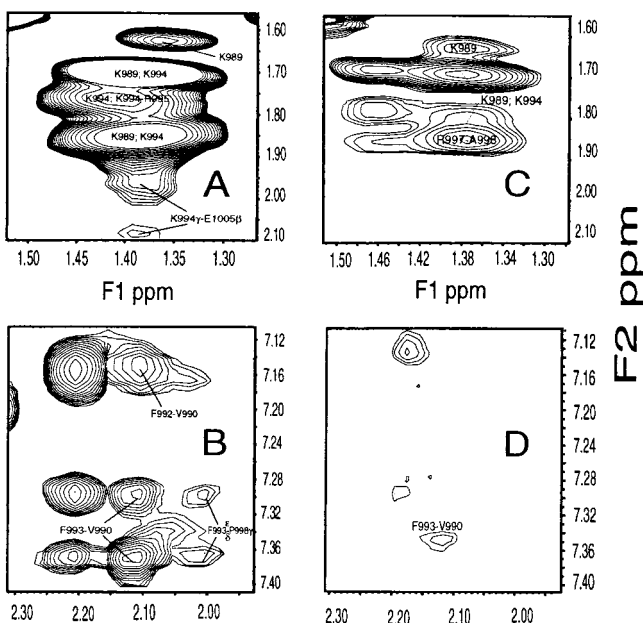 K989
K989; K994
K994; K994-R995
K989; K994
A
K994γ-E1005β
1.60
1.70
1.80
1.90
2.00
2.10
1.50 1.45 1.40 1.35 1.30
F1 ppm
K989
K989; K994
R997-A998
C
1.60
1.70
1.80
1.90
2.00
2.10
1.50 1.46 1.42 1.38 1.34 1.30
F1 ppm
F2 ppm
F992-V990
B
F993-V990
7.12
7.16
7.20
7.24
7.28
7.32
7.36
7.40
2.30 2.20 2.10 2.00
D
F993-V990
7.12
7.16
7.20
7.24
7.28
7.32
7.36
7.40
2.30 2.20 2.10 2.00